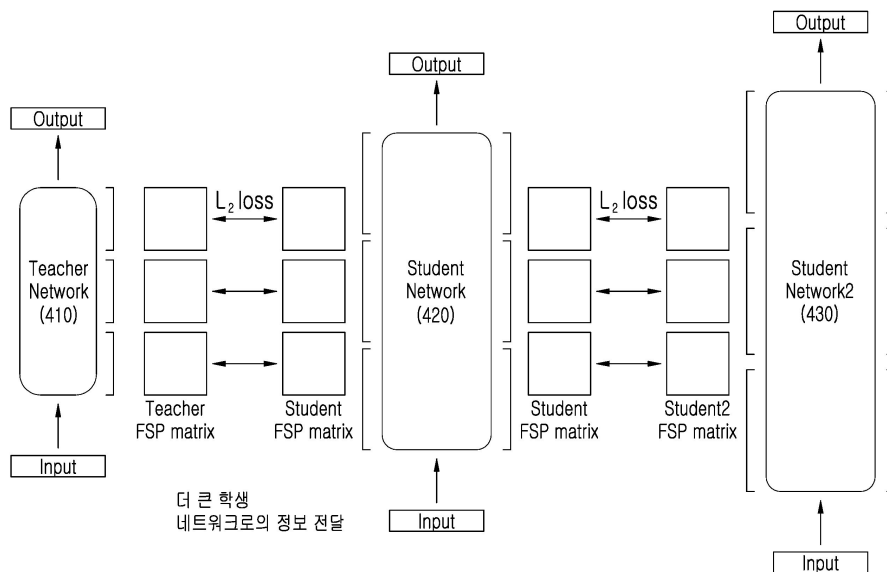 Output
Output
Output
L₂ loss
L₂ loss
Teacher
Network
(410)
Student
Network
(420)
Student
Network2
(430)
Teacher
FSP matrix
Student
FSP matrix
Student
FSP matrix
Student2
FSP matrix
Input
더 큰 학생
네트워크로의 정보 전달
Input
Input